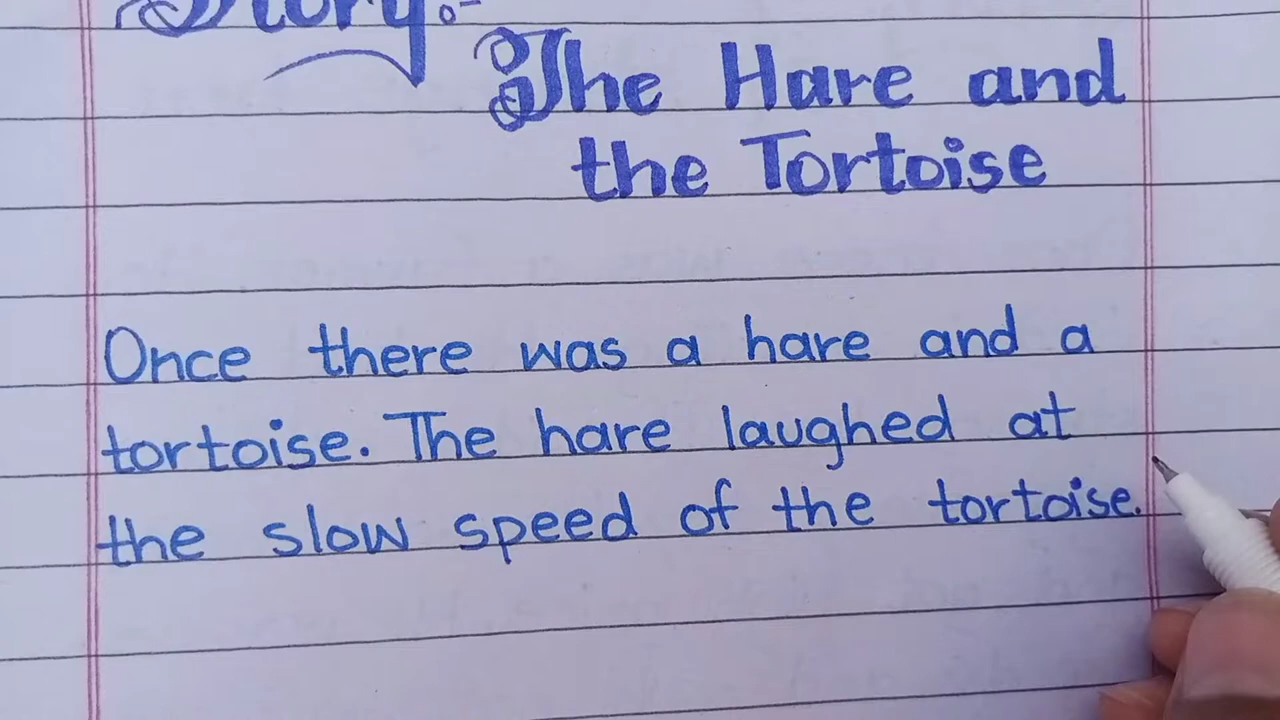 Story:-
The Hare and
the Tortoise
Once there was a hare and a
tortoise. The hare laughed at
the slow speed of the tortoise.